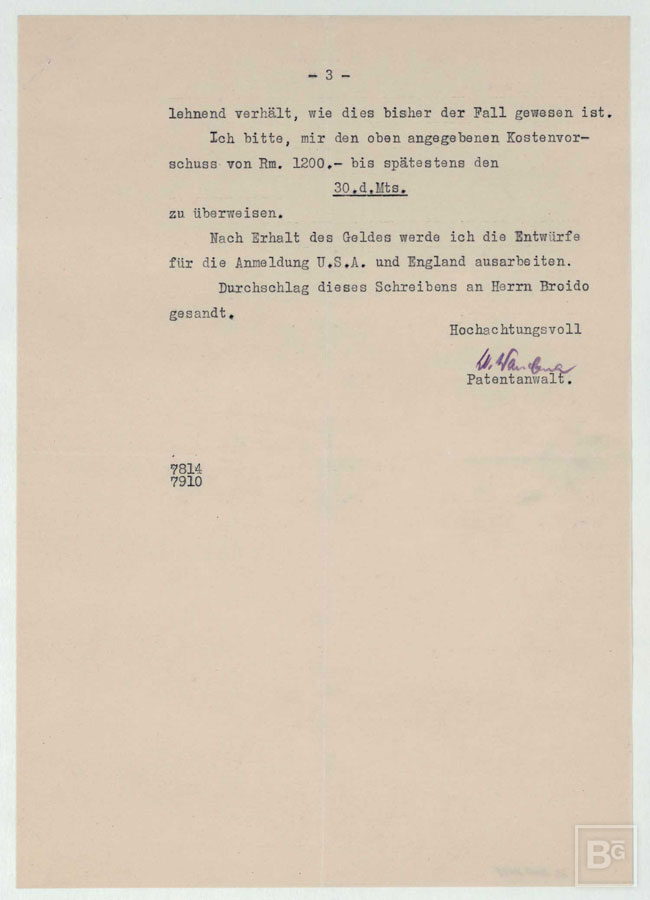 - 3 -
lehnend verhält, wie dies bisher der Fall gewesen ist.
Ich bitte, mir den oben angegebenen Kostenvor-
schuss von Rm. 1200.- bis spätestens den
30.d.Mts.
zu überweisen.
Nach Erhalt des Geldes werde ich die Entwürfe
für die Anmeldung U.S.A. und England ausarbeiten.
Durchschlag dieses Schreibens an Herrn Broido
gesandt.
Hochachtungsvoll
Patentanwalt.
7814
7910
BG